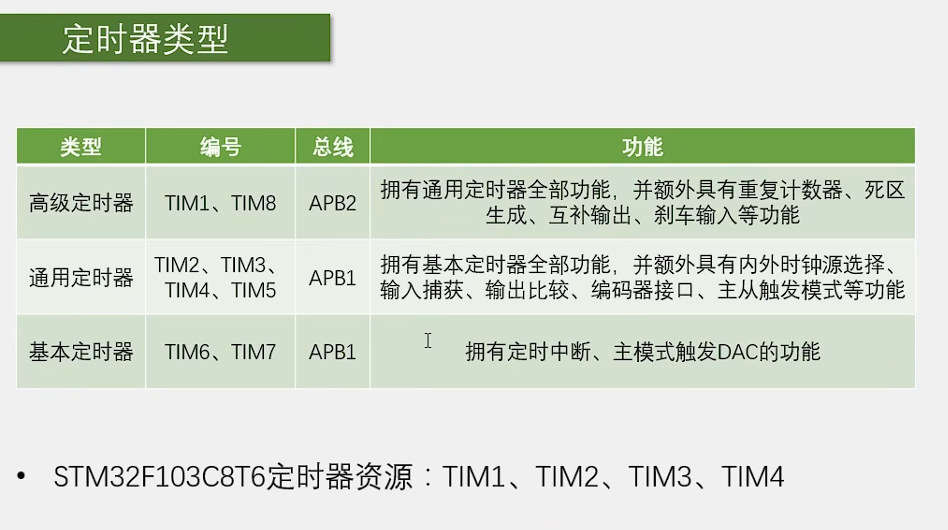 定时器类型
类型 编号 总线 功能
高级定时器 TIM1、TIM8 APB2 拥有通用定时器全部功能，并额外具有重复计数器、死区
生成、互补输出、刹车输入等功能
通用定时器 TIM2、TIM3、
TIM4、TIM5 APB1 拥有基本定时器全部功能，并额外具有内外时钟源选择、
输入捕获、输出比较、编码器接口、主从触发模式等功能
基本定时器 TIM6、TIM7 APB1 拥有定时中断、主模式触发DAC的功能
• STM32F103C8T6定时器资源：TIM1、TIM2、TIM3、TIM4